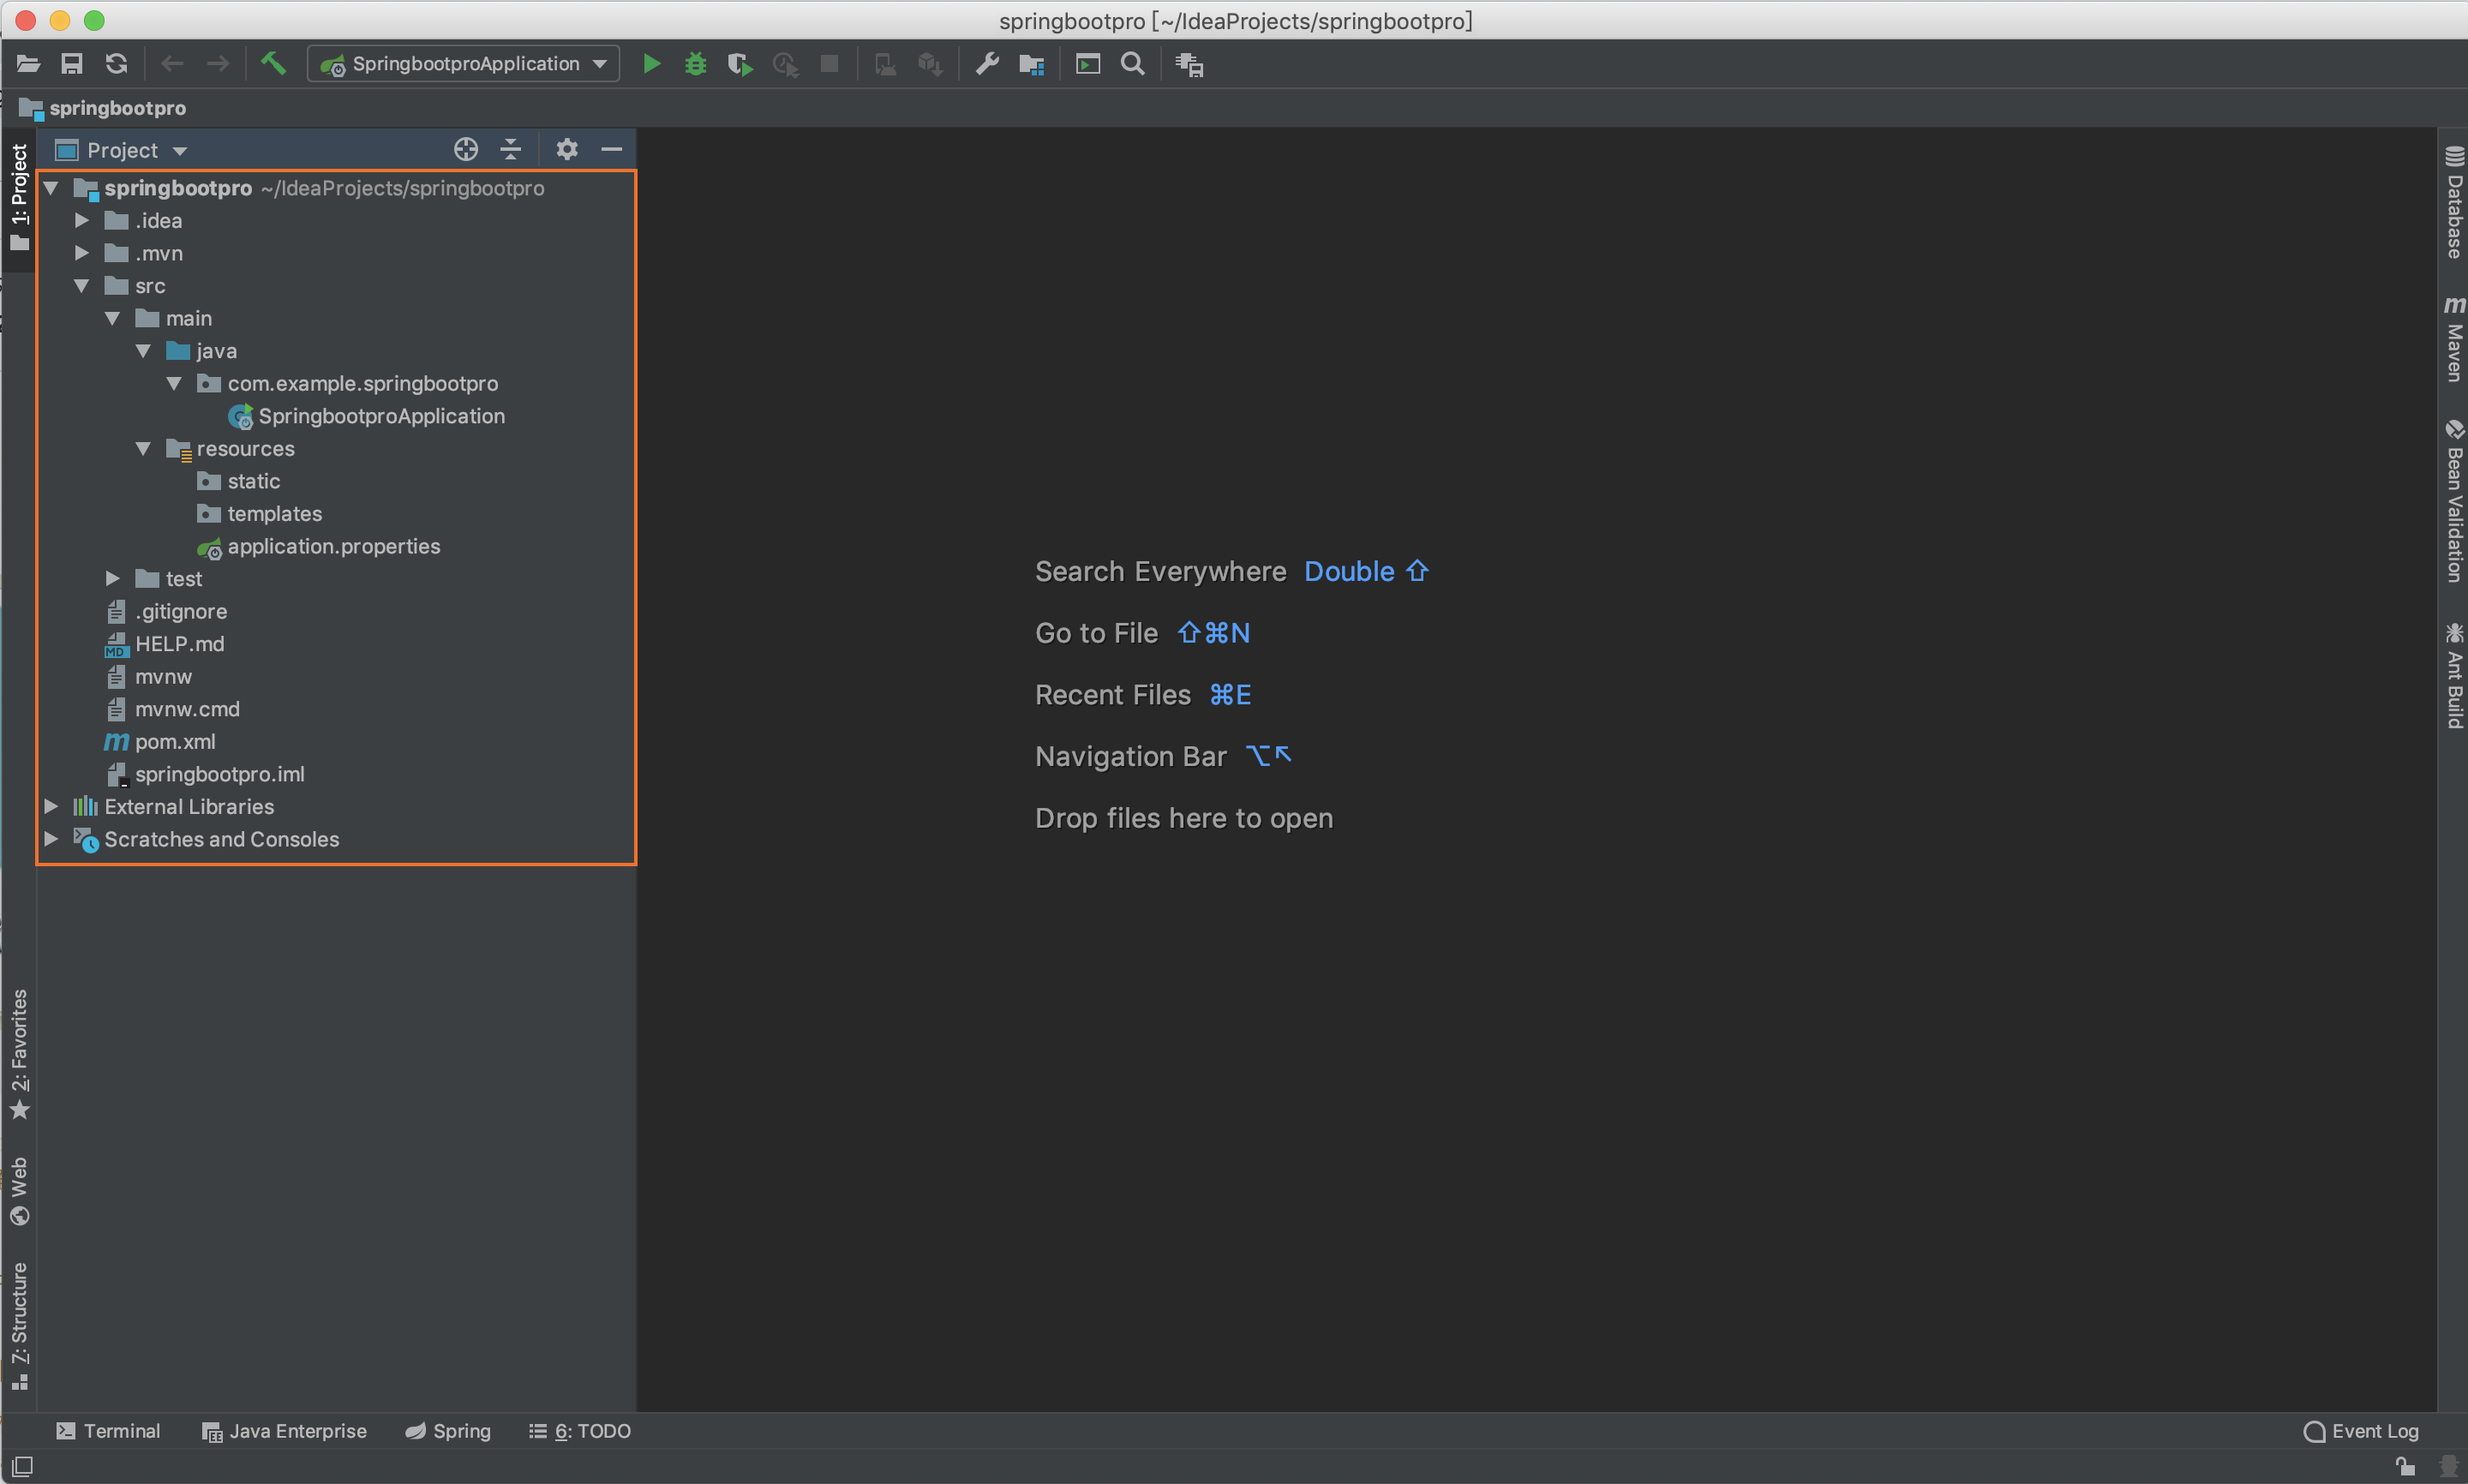 springbootpro [~/IdeaProjects/springbootpro]
SpringbootproApplication
springbootpro
Project
1: Project
springbootpro ~/IdeaProjects/springbootpro
.idea
.mvn
src
main
java
com.example.springbootpro
SpringbootproApplication
resources
static
templates
application.properties
test
.gitignore
MD HELP.md
mvnw
mvnw.cmd
m pom.xml
springbootpro.iml
External Libraries
Scratches and Consoles
2: Favorites
Web
7: Structure
Search Everywhere Double ⇧
Go to File ⇧⌘N
Recent Files ⌘E
Navigation Bar ⌥↖
Drop files here to open
Database
m Maven
Bean Validation
Ant Build
Terminal
EE Java Enterprise
Spring
6: TODO
Event Log